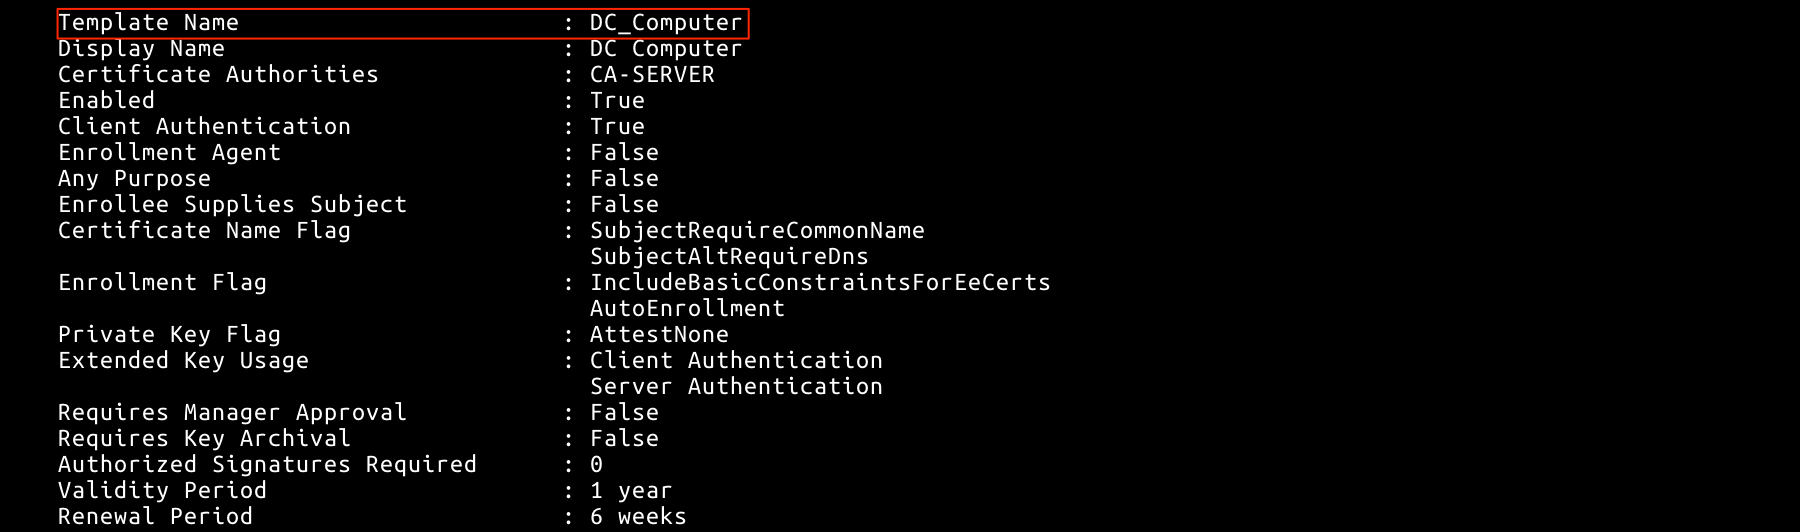 Template Name : DC_Computer
Display Name : DC Computer
Certificate Authorities : CA-SERVER
Enabled : True
Client Authentication : True
Enrollment Agent : False
Any Purpose : False
Enrollee Supplies Subject : False
Certificate Name Flag : SubjectRequireCommonName
SubjectAltRequireDns
Enrollment Flag : IncludeBasicConstraintsForEeCerts
AutoEnrollment
Private Key Flag : AttestNone
Extended Key Usage : Client Authentication
Server Authentication
Requires Manager Approval : False
Requires Key Archival : False
Authorized Signatures Required : 0
Validity Period : 1 year
Renewal Period : 6 weeks